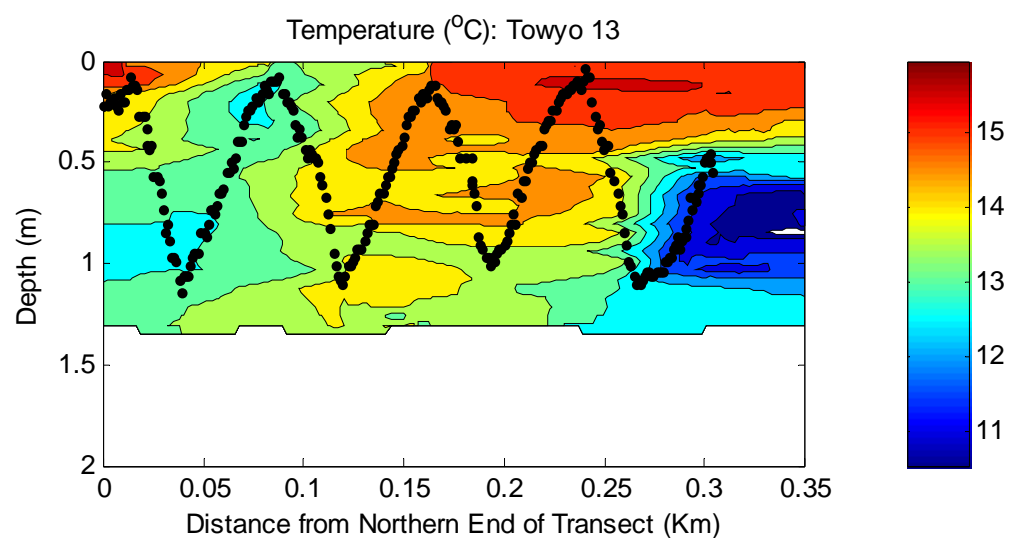 Temperature (°C): Towyo 13
0
0.5
1
1.5
2
Depth (m)
0 0.05 0.1 0.15 0.2 0.25 0.3 0.35
Distance from Northern End of Transect (Km)
15
14
13
12
11